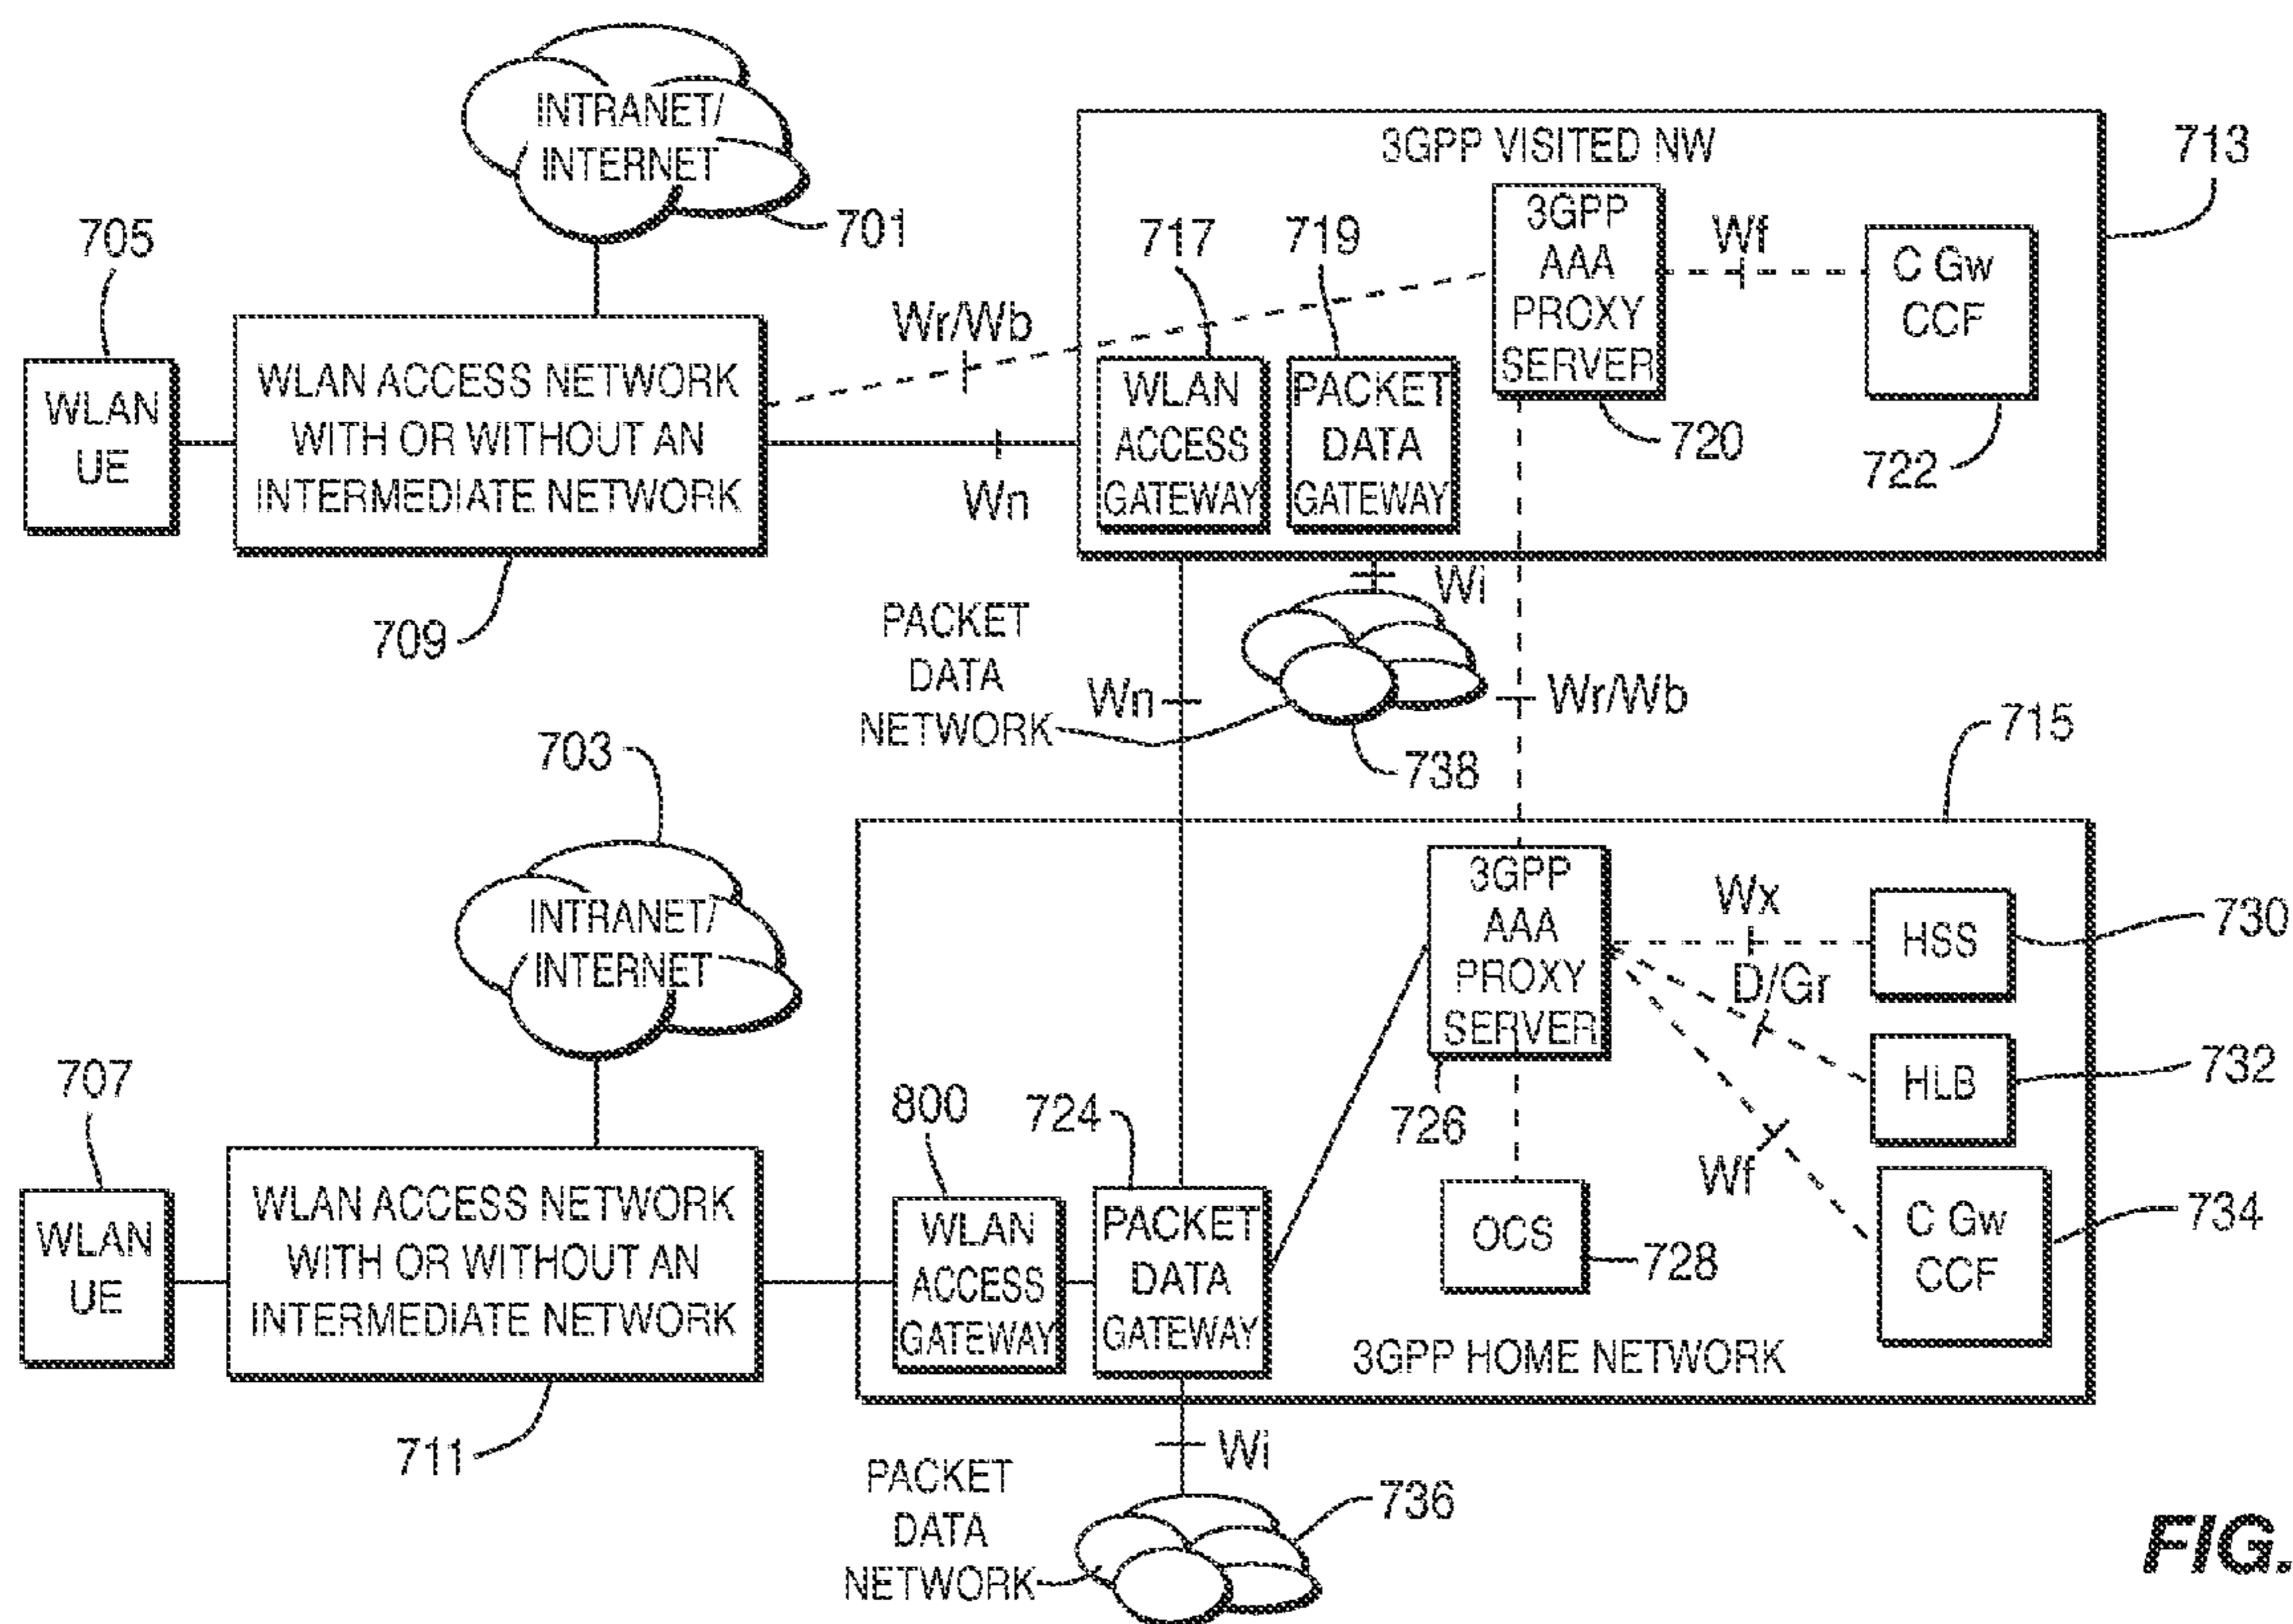 INTRANET/
INTERNET
701
705
WLAN
UE
WLAN ACCESS NETWORK
WITH OR WITHOUT AN
INTERMEDIATE NETWORK
709
Wr/Wb
Wn
3GPP VISITED NW
713
717
WLAN
ACCESS
GATEWAY
719
PACKET
DATA
GATEWAY
3GPP
AAA
PROXY
SERVER
720
Wf
C Gw
CCF
722
Wi
PACKET
DATA
NETWORK
738
Wn
Wr/Wb
715
703
INTRANET/
INTERNET
707
WLAN
UE
WLAN ACCESS NETWORK
WITH OR WITHOUT AN
INTERMEDIATE NETWORK
711
800
WLAN
ACCESS
GATEWAY
724
PACKET
DATA
GATEWAY
3GPP
AAA
PROXY
SERVER
726
OCS
728
Wx
HSS
730
D/Gr
HLB
732
Wf
C Gw
CCF
734
3GPP HOME NETWORK
Wi
PACKET
DATA
NETWORK
736
FIG.